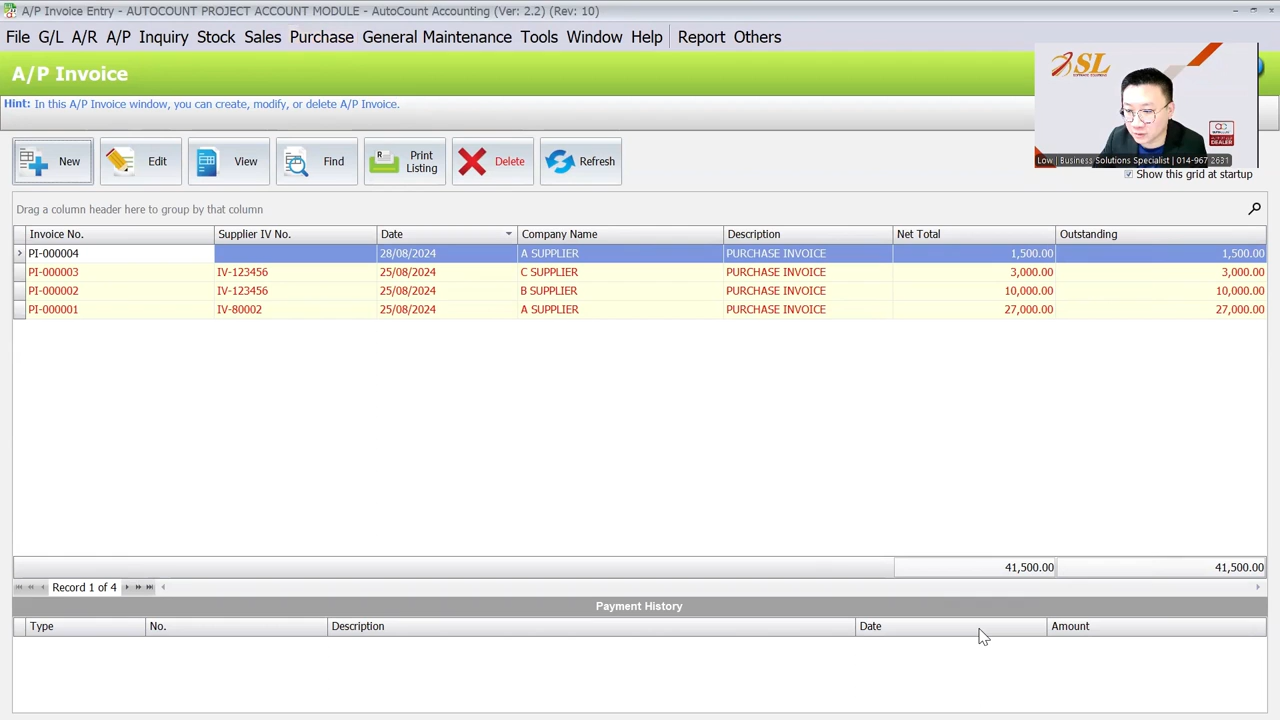 A/P Invoice Entry - AUTOCOUNT PROJECT ACCOUNT MODULE - AutoCount Accounting (Ver: 2.2) (Rev: 10)
File G/L A/R A/P Inquiry Stock Sales Purchase General Maintenance Tools Window Help Report Others
A/P Invoice
Hint: In this A/P Invoice window, you can create, modify, or delete A/P Invoice.
SL
DEALER
Low | Business Solutions Specialist | 014-967 2631
New Edit View Find Print Listing Delete Refresh
Show this grid at startup
Drag a column header here to group by that column
Invoice No. Supplier IV No. Date Company Name Description Net Total Outstanding
PI-000004 28/08/2024 A SUPPLIER PURCHASE INVOICE 1,500.00 1,500.00
PI-000003 IV-123456 25/08/2024 C SUPPLIER PURCHASE INVOICE 3,000.00 3,000.00
PI-000002 IV-123456 25/08/2024 B SUPPLIER PURCHASE INVOICE 10,000.00 10,000.00
PI-000001 IV-80002 25/08/2024 A SUPPLIER PURCHASE INVOICE 27,000.00 27,000.00
41,500.00 41,500.00
Record 1 of 4
Payment History
Type No. Description Date Amount